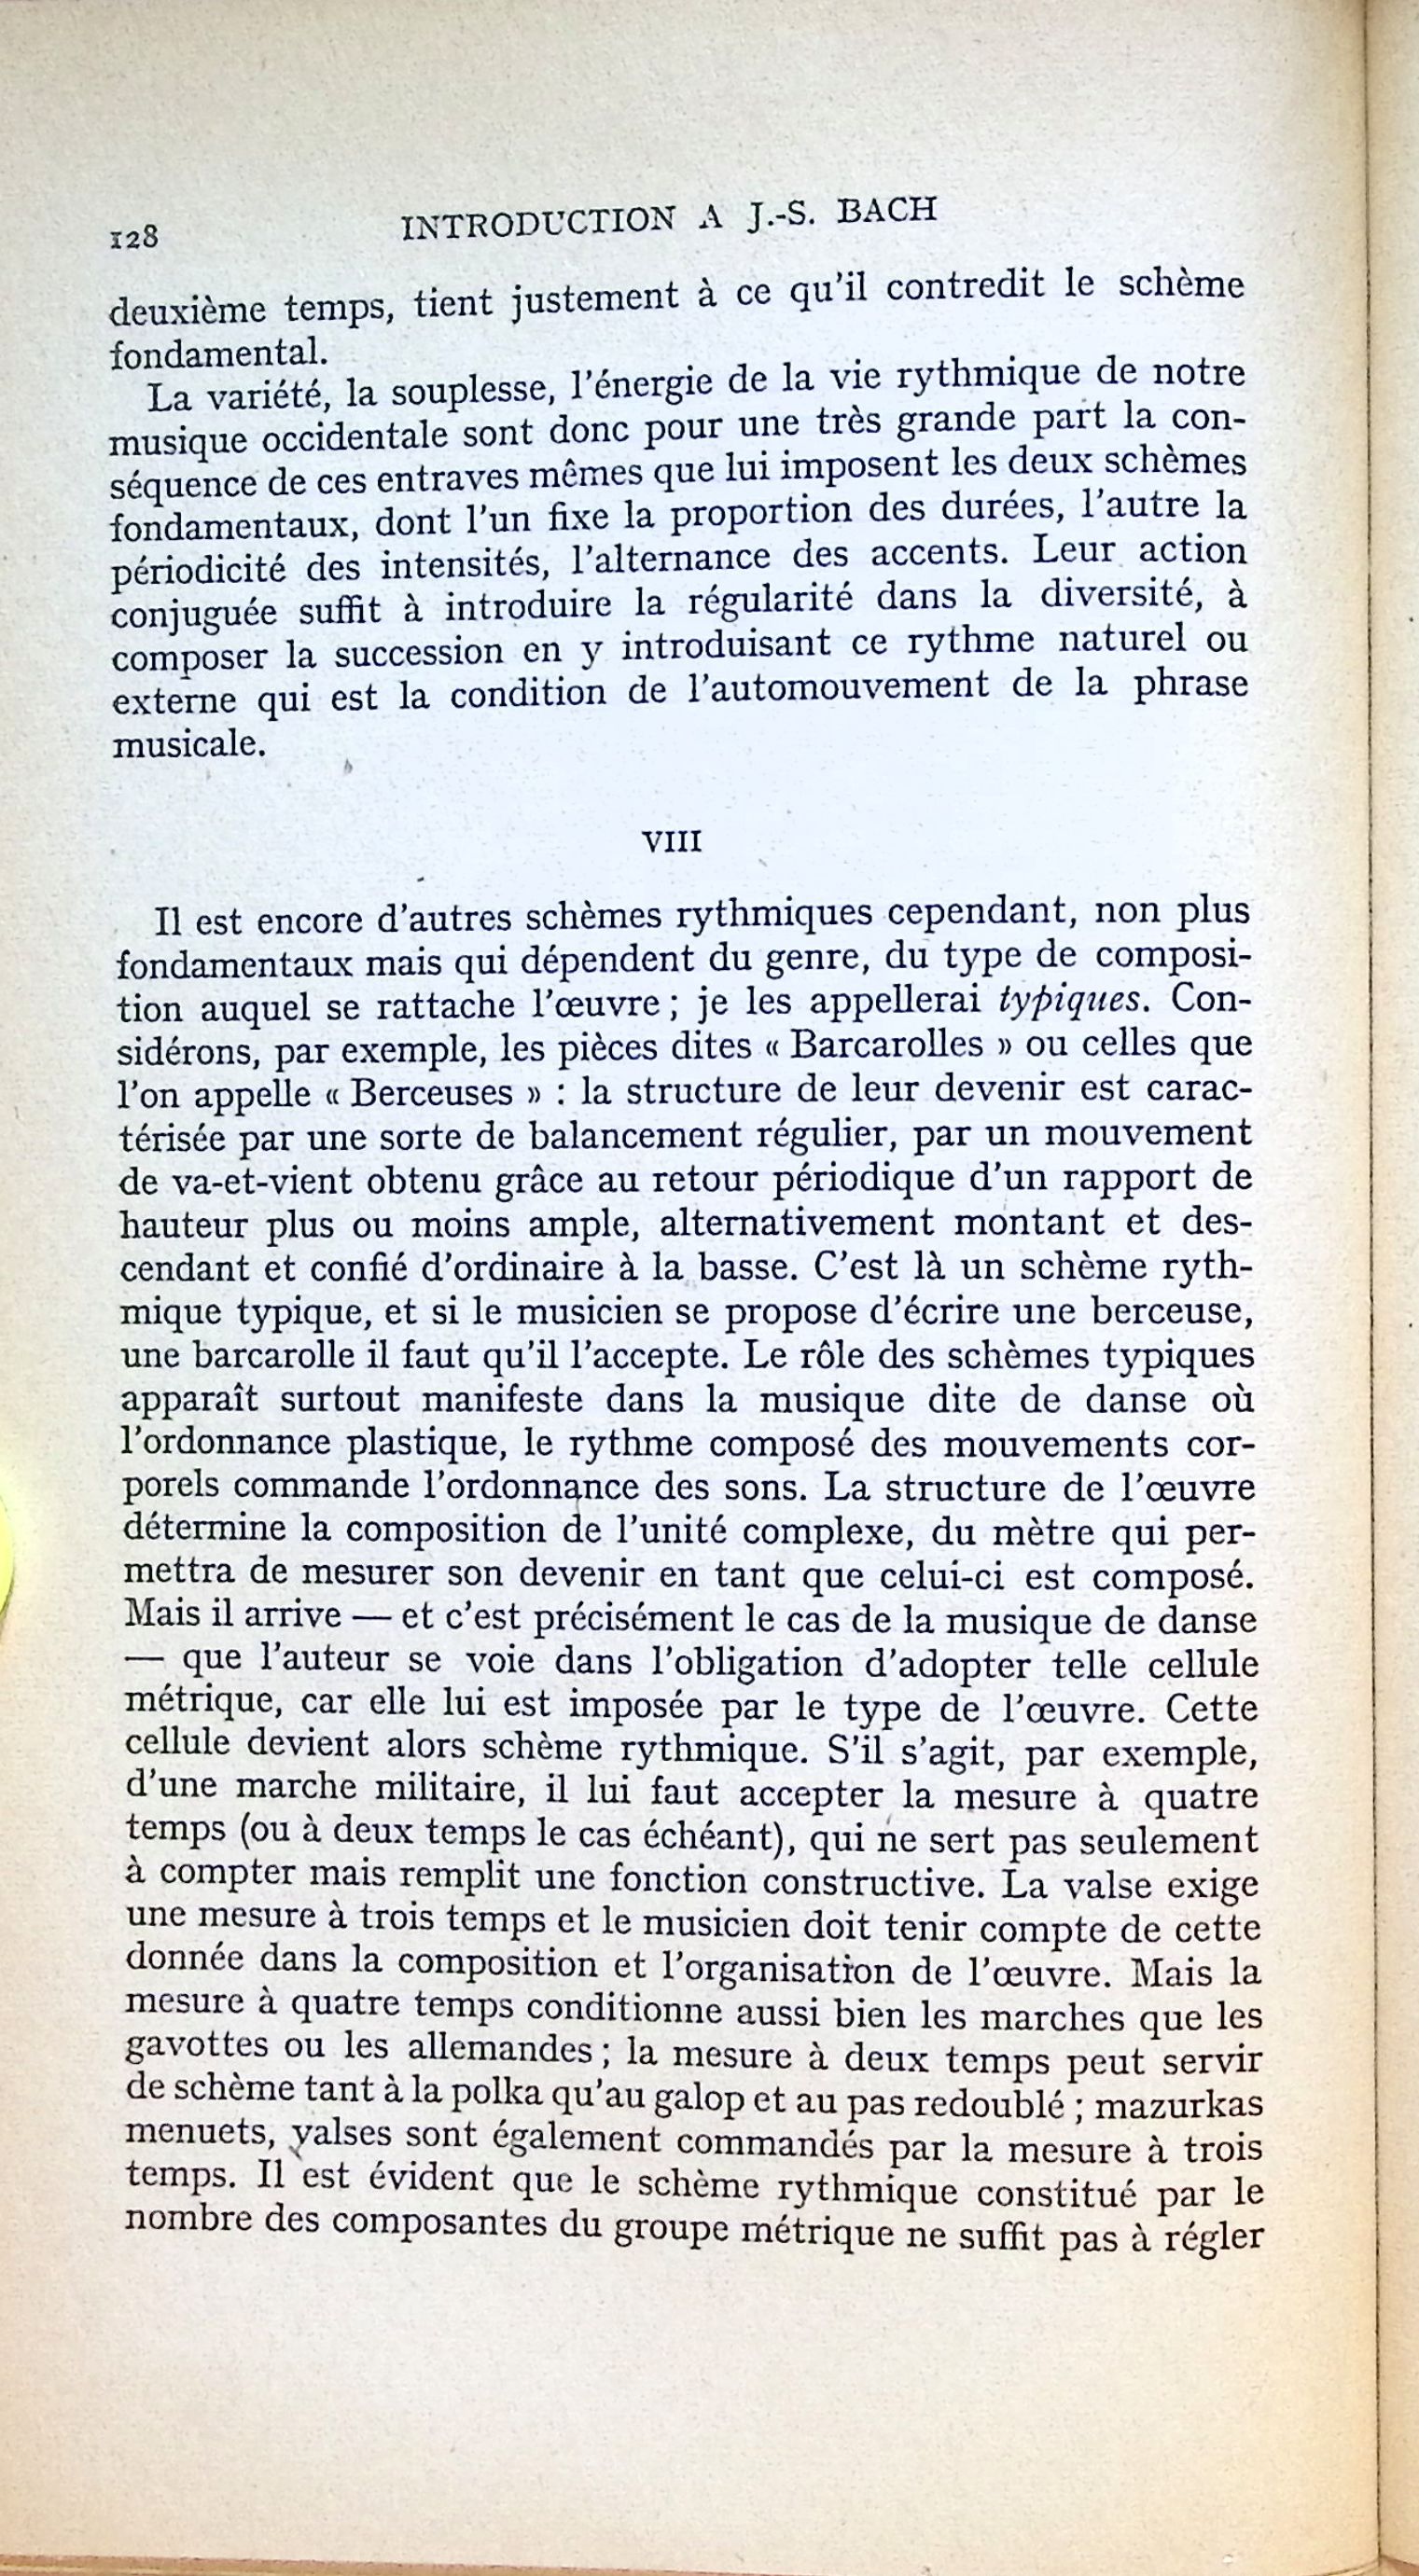 128 INTRODUCTION A J.-S. BACH
deuxième temps, tient justement à ce qu'il contredit le schème
fondamental.
La variété, la souplesse, l'énergie de la vie rythmique de notre
musique occidentale sont donc pour une très grande part la con-
séquence de ces entraves mêmes que lui imposent les deux schèmes
fondamentaux, dont l'un fixe la proportion des durées, l'autre la
périodicité des intensités, l'alternance des accents. Leur action
conjuguée suffit à introduire la régularité dans la diversité, à
composer la succession en y introduisant ce rythme naturel ou
externe qui est la condition de l'automouvement de la phrase
musicale.
VIII
Il est encore d'autres schèmes rythmiques cependant, non plus
fondamentaux mais qui dépendent du genre, du type de composi-
tion auquel se rattache l'œuvre ; je les appellerai typiques. Con-
sidérons, par exemple, les pièces dites « Barcarolles » ou celles que
l'on appelle « Berceuses » : la structure de leur devenir est carac-
térisée par une sorte de balancement régulier, par un mouvement
de va-et-vient obtenu grâce au retour périodique d'un rapport de
hauteur plus ou moins ample, alternativement montant et des-
cendant et confié d'ordinaire à la basse. C'est là un schème ryth-
mique typique, et si le musicien se propose d'écrire une berceuse,
une barcarolle il faut qu'il l'accepte. Le rôle des schèmes typiques
apparaît surtout manifeste dans la musique dite de danse où
l'ordonnance plastique, le rythme composé des mouvements cor-
porels commande l'ordonnance des sons. La structure de l'œuvre
détermine la composition de l'unité complexe, du mètre qui per-
mettra de mesurer son devenir en tant que celui-ci est composé.
Mais il arrive — et c'est précisément le cas de la musique de danse
— que l'auteur se voie dans l'obligation d'adopter telle cellule
métrique, car elle lui est imposée par le type de l'œuvre. Cette
cellule devient alors schème rythmique. S'il s'agit, par exemple,
d'une marche militaire, il lui faut accepter la mesure à quatre
temps (ou à deux temps le cas échéant), qui ne sert pas seulement
à compter mais remplit une fonction constructive. La valse exige
une mesure à trois temps et le musicien doit tenir compte de cette
donnée dans la composition et l'organisation de l'œuvre. Mais la
mesure à quatre temps conditionne aussi bien les marches que les
gavottes ou les allemandes ; la mesure à deux temps peut servir
de schème tant à la polka qu'au galop et au pas redoublé ; mazurkas
menuets, valses sont également commandés par la mesure à trois
temps. Il est évident que le schème rythmique constitué par le
nombre des composantes du groupe métrique ne suffit pas à régler